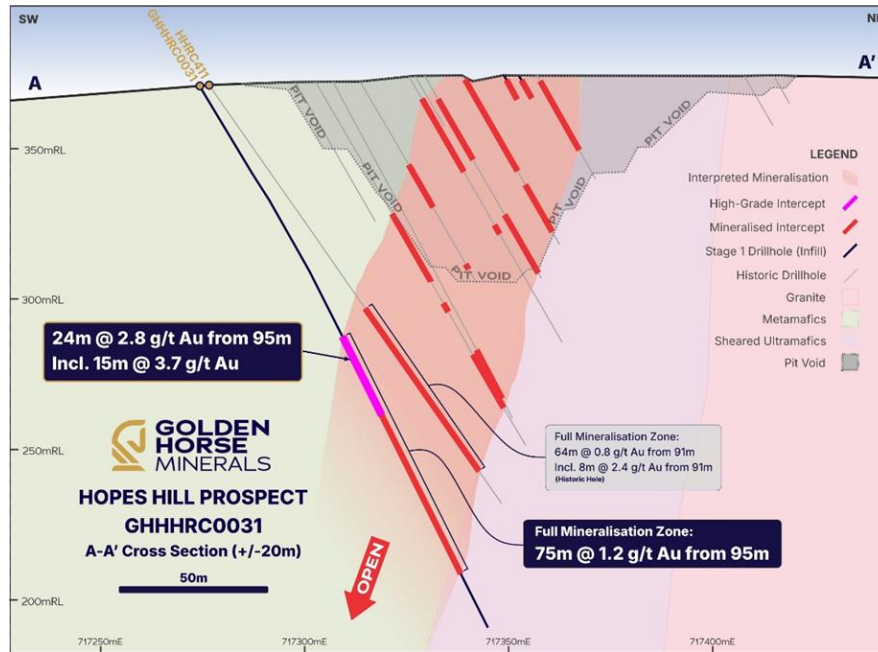 SW
NE
GHHHRC0031
HHRC411
A
A'
PIT VOID
PIT VOID
PIT VOID
PIT VOID
PIT VOID
350mRL
300mRL
250mRL
200mRL
LEGEND
Interpreted Mineralisation
High-Grade Intercept
Mineralised Intercept
Stage 1 Drillhole (Infill)
Historic Drillhole
Granite
Metamafics
Sheared Ultramafics
Pit Void
24m @ 2.8 g/t Au from 95m
Incl. 15m @ 3.7 g/t Au
GOLDEN
HORSE
MINERALS
HOPES HILL PROSPECT
GHHHRC0031
A-A' Cross Section (+/-20m)
50m
OPEN
Full Mineralisation Zone:
64m @ 0.8 g/t Au from 91m
Incl. 8m @ 2.4 g/t Au from 91m
(Historic Hole)
Full Mineralisation Zone:
75m @ 1.2 g/t Au from 95m
717250mE
717300mE
717350mE
717400mE